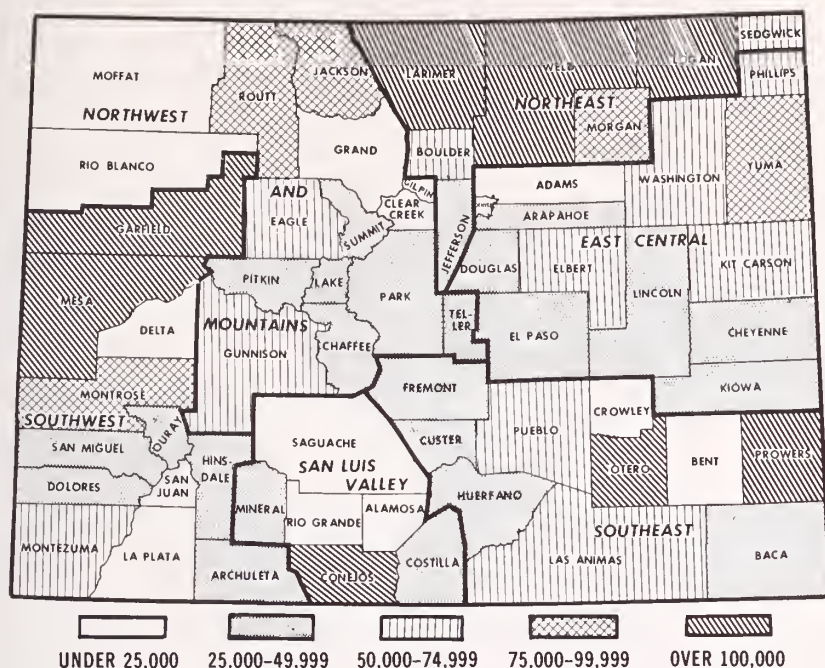 MOFFAT
NORTHWEST
ROUTT
JACKSON
LARIMER
WELD
LOGAN
SEDGWICK
PHILLIPS
NORTHEAST
MORGAN
RIO BLANCO
GRAND
BOULDER
WASHINGTON
YUMA
GARFIELD
AND
EAGLE
SUMMIT
GILPIN
CLEAR
CREEK
JEFFERSON
ADAMS
ARAPAHOE
EAST CENTRAL
MESA
PITKIN
LAKE
PARK
DOUGLAS
ELBERT
LINCOLN
KIT CARSON
DELTA
MOUNTAINS
GUNNISON
CHAFFEE
TEL-
LER
EL PASO
CHEYENNE
MONTROSE
SOUTHWEST
OURAY
FREMONT
CROWLEY
KIOWA
SAN MIGUEL
HINS-
DALE
SAGUACHE
SAN LUIS
VALLEY
CUSTER
PUEBLO
OTERO
BENT
PROWERS
DOLORES
SAN
JUAN
MINERAL
RIO GRANDE
ALAMOSA
HUERFANO
SOUTHEAST
MONTEZUMA
LA PLATA
ARCHULETA
CONEJOS
COSTILLA
LAS ANIMAS
BACA
UNDER 25,000
25,000-49,999
50,000-74,999
75,000-99,999
OVER 100,000